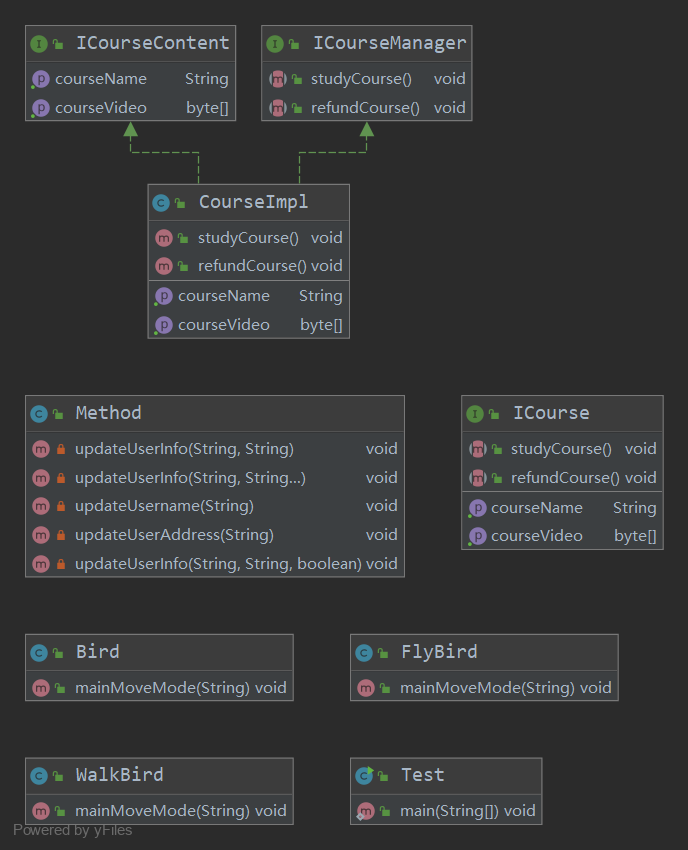 ICourseContent
courseName String
courseVideo byte[]
ICourseManager
studyCourse() void
refundCourse() void
CourseImpl
studyCourse() void
refundCourse() void
courseName String
courseVideo byte[]
Method
updateUserInfo(String, String) void
updateUserInfo(String, String...) void
updateUsername(String) void
updateUserAddress(String) void
updateUserInfo(String, String, boolean) void
ICourse
studyCourse() void
refundCourse() void
courseName String
courseVideo byte[]
Bird
mainMoveMode(String) void
FlyBird
mainMoveMode(String) void
WalkBird
mainMoveMode(String) void
Test
main(String[]) void
Powered by yFiles